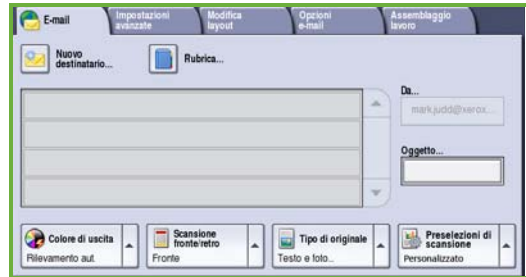 E-mail
Impostazioni
avanzate
Modifica
layout
Opzioni
e-mail
Assemblaggio
lavoro
Nuovo
destinatario...
Rubrica...
Da...
mark.judd@xerox...
Oggetto...
Colore di uscita
Rilevamento aut.
Scansione
fronte/retro
Fronte
Tipo di originale
Testo e foto..
Preselezioni di
scansione
Personalizzato